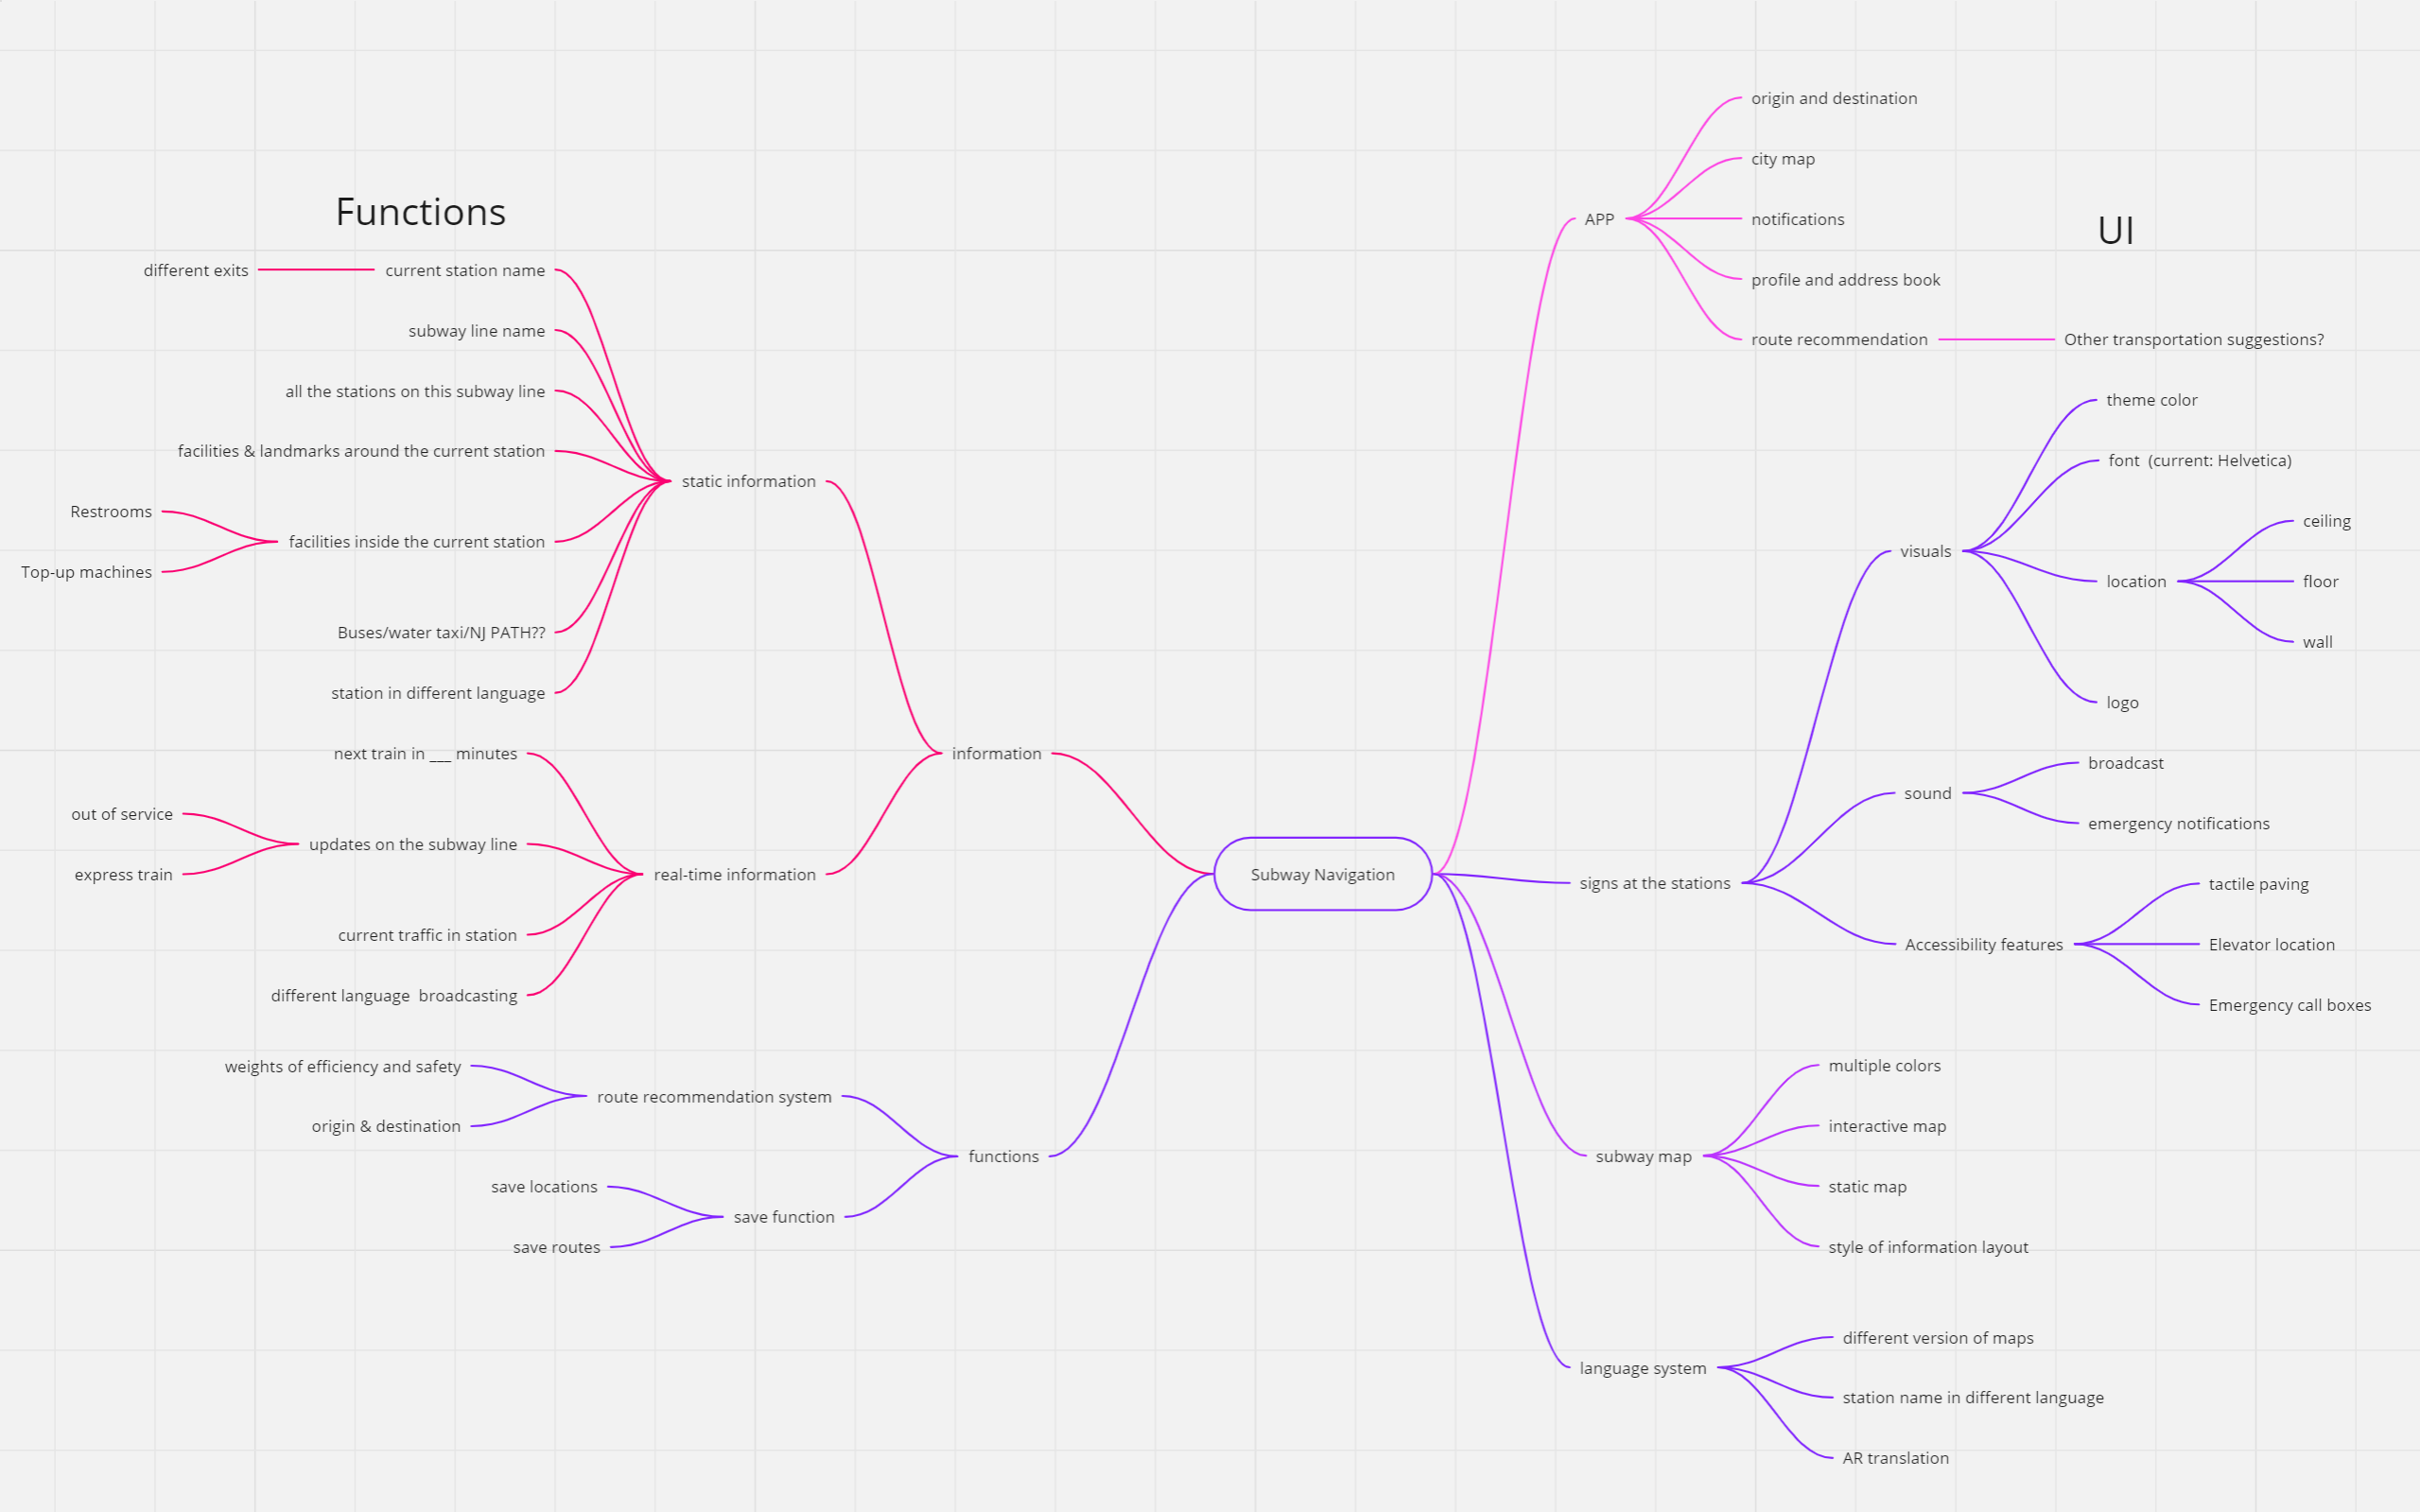 Functions
different exits
current station name
subway line name
all the stations on this subway line
facilities & landmarks around the current station
static information
Restrooms
facilities inside the current station
Top-up machines
Buses/water taxi/NJ PATH??
station in different language
next train in ___ minutes
information
out of service
updates on the subway line
express train
real-time information
current traffic in station
different language  broadcasting
weights of efficiency and safety
route recommendation system
origin & destination
functions
save locations
save function
save routes
Subway Navigation
UI
APP
origin and destination
city map
notifications
profile and address book
route recommendation
Other transportation suggestions?
signs at the stations
visuals
theme color
font  (current: Helvetica)
location
ceiling
floor
wall
logo
sound
broadcast
emergency notifications
Accessibility features
tactile paving
Elevator location
Emergency call boxes
subway map
multiple colors
interactive map
static map
style of information layout
language system
different version of maps
station name in different language
AR translation